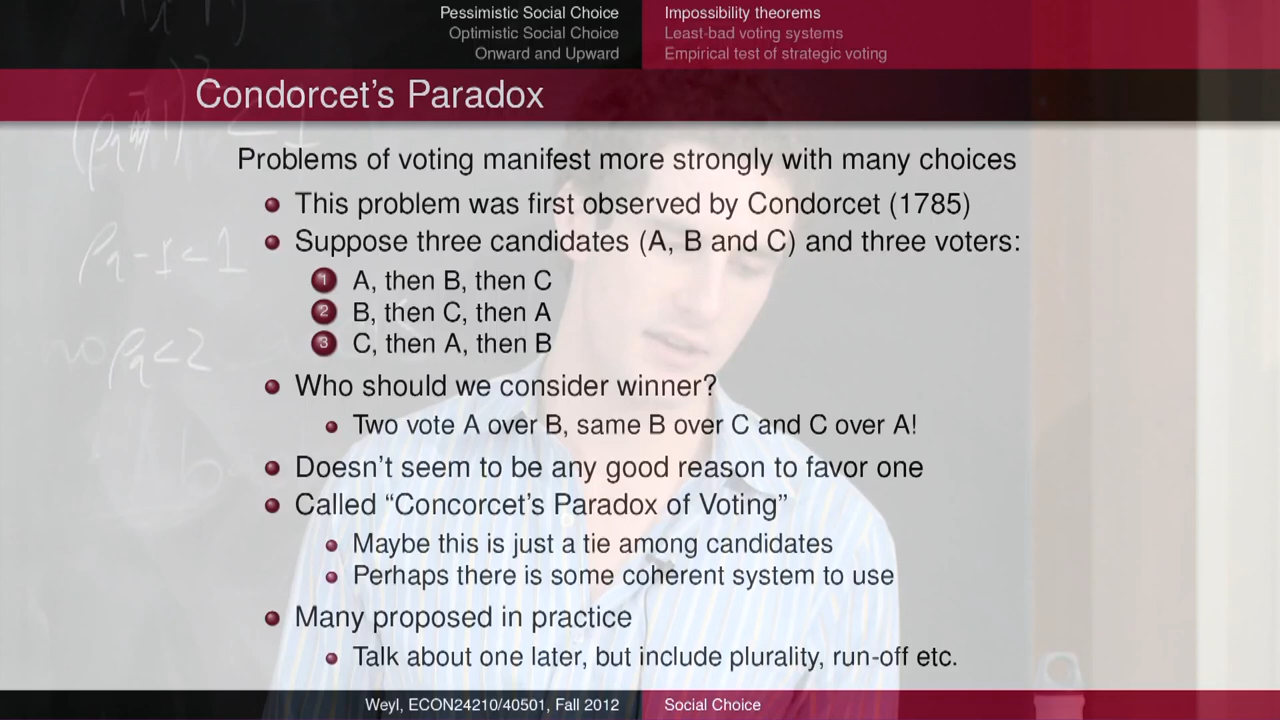 Pessimistic Social Choice
Optimistic Social Choice
Onward and Upward
Impossibility theorems
Least-bad voting systems
Empirical test of strategic voting
Condorcet's Paradox
Problems of voting manifest more strongly with many choices
This problem was first observed by Condorcet (1785)
Suppose three candidates (A, B and C) and three voters:
1 A, then B, then C
2 B, then C, then A
3 C, then A, then B
Who should we consider winner?
Two vote A over B, same B over C and C over A!
Doesn't seem to be any good reason to favor one
Called “Concorcet's Paradox of Voting”
Maybe this is just a tie among candidates
Perhaps there is some coherent system to use
Many proposed in practice
Talk about one later, but include plurality, run-off etc.
Weyl, ECON24210/40501, Fall 2012
Social Choice